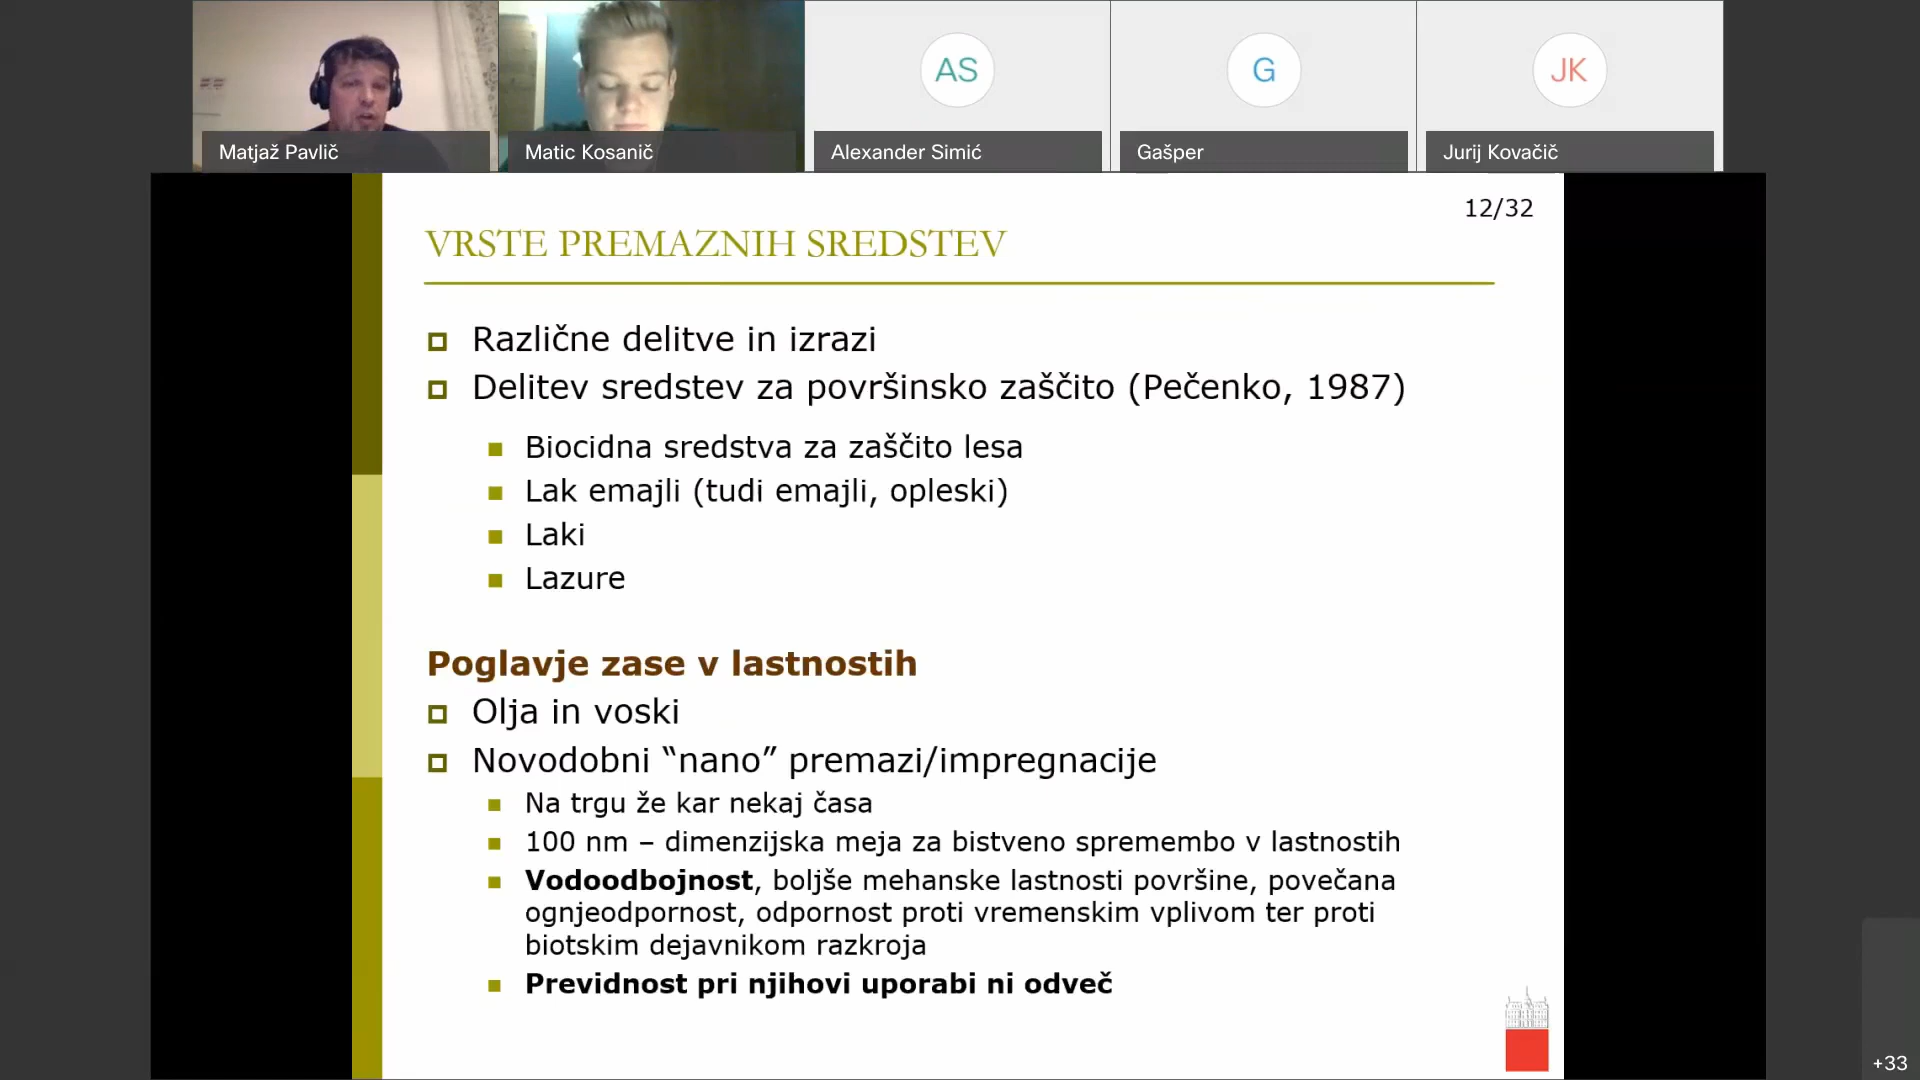 AS
G
JK
Matjaž Pavlič
Matic Kosanič
Alexander Simić
Gašper
Jurij Kovačič
12/32
VRSTE PREMAZNIH SREDSTEV
Različne delitve in izrazi
Delitev sredstev za površinsko zaščito (Pečenko, 1987)
Biocidna sredstva za zaščito lesa
Lak emajli (tudi emajli, opleski)
Laki
Lazure
Poglavje zase v lastnostih
Olja in voski
Novodobni “nano” premazi/impregnacije
Na trgu že kar nekaj časa
100 nm – dimenzijska meja za bistveno spremembo v lastnostih
Vodoodbojnost, boljše mehanske lastnosti površine, povečana
ognjeodpornost, odpornost proti vremenskim vplivom ter proti
biotskim dejavnikom razkroja
Previdnost pri njihovi uporabi ni odveč
+33